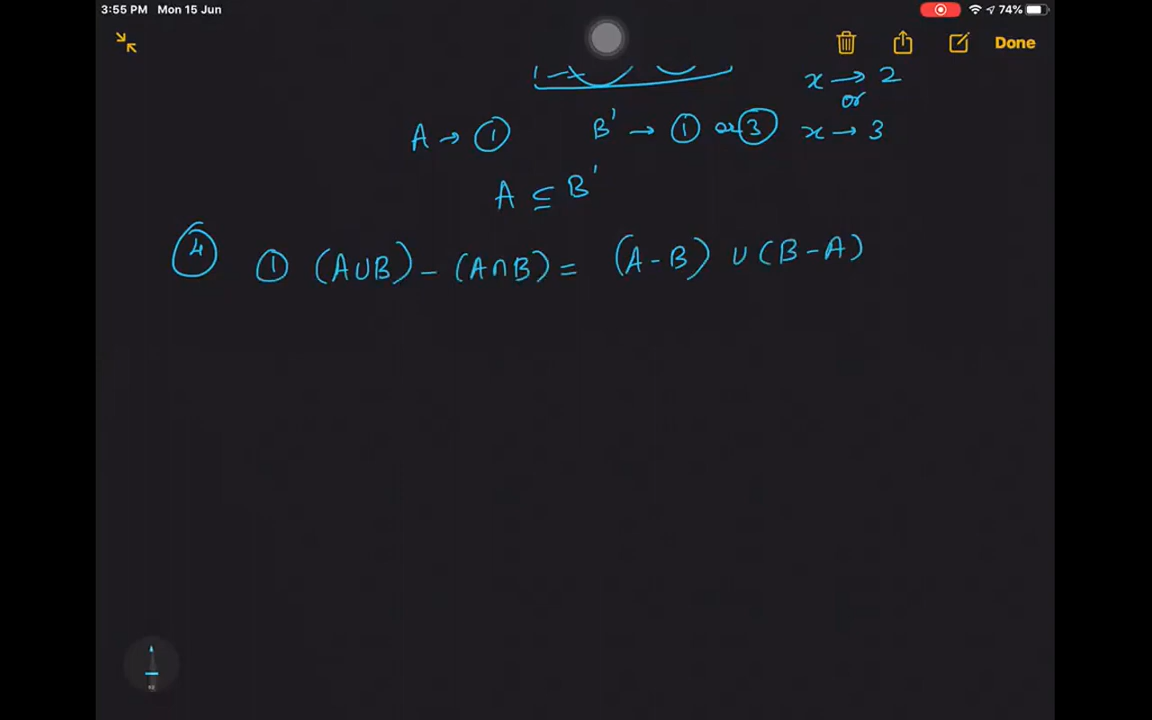 3:55 PM Mon 15 Jun
74%
Done
x → 2
or
A → ① B' → ① or ③ x → 3
A ⊆ B'
④ ① (A∪B) - (A∩B) = (A-B) ∪ (B-A)